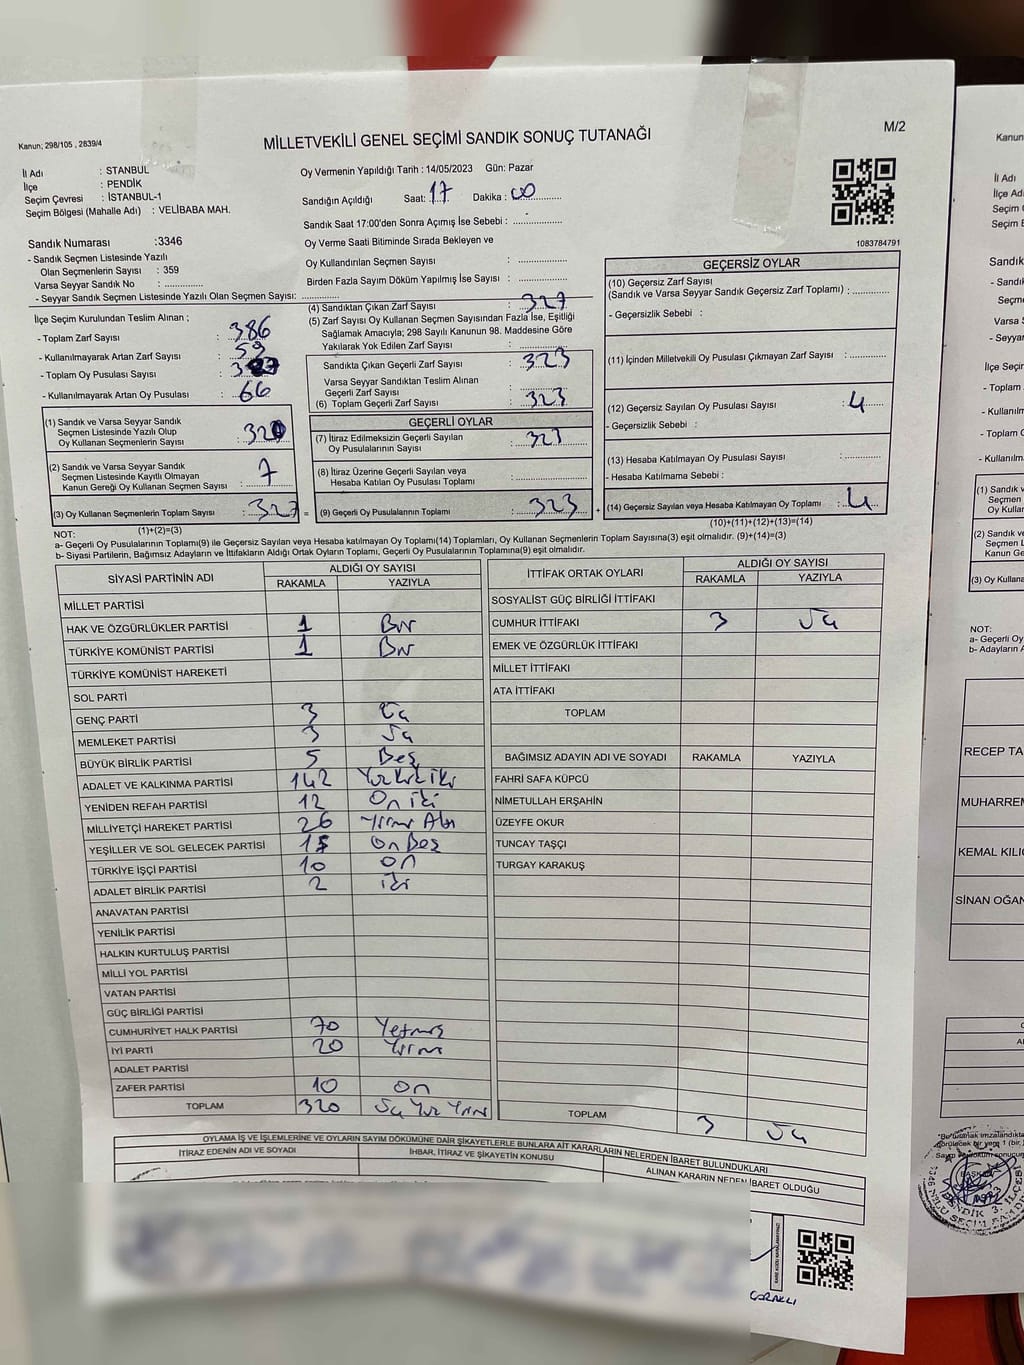 Kanun; 298/105 , 2839/4
MİLLETVEKİLİ GENEL SEÇİMİ SANDIK SONUÇ TUTANAĞI
M/2
İl Adı : STANBUL
İlçe : PENDİK
Seçim Çevresi : İSTANBUL-1
Seçim Bölgesi (Mahalle Adı) : VELİBABA MAH.
Oy Vermenin Yapıldığı Tarih : 14/05/2023 Gün: Pazar
Sandığın Açıldığı Saat: 17 Dakika : 00
Sandık Saat 17:00'den Sonra Açımış İse Sebebi :
Oy Verme Saati Bitiminde Sırada Bekleyen ve
Oy Kullandırılan Seçmen Sayısı :
Birden Fazla Sayım Döküm Yapılmış İse Sayısı :
1083784791
Sandık Numarası :3346
- Sandık Seçmen Listesinde Yazılı
Olan Seçmenlerin Sayısı : 359
Varsa Seyyar Sandık No :
- Seyyar Sandık Seçmen Listesinde Yazılı Olan Seçmen Sayısı:
İlçe Seçim Kurulundan Teslim Alınan ;
- Toplam Zarf Sayısı : 386
- Kullanılmayarak Artan Zarf Sayısı : 59
- Toplam Oy Pusulası Sayısı :
- Kullanılmayarak Artan Oy Pusulası : 66
(1) Sandık ve Varsa Seyyar Sandık
Seçmen Listesinde Yazılı Olup
Oy Kullanan Seçmenlerin Sayısı : 320
(2) Sandık ve Varsa Seyyar Sandık
Seçmen Listesinde Kayıtlı Olmayan
Kanun Gereği Oy Kullanan Seçmen Sayısı : 7
(3) Oy Kullanan Seçmenlerin Toplam Sayısı : 327
(1)+(2)=(3)
(4) Sandıktan Çıkan Zarf Sayısı : 327
(5) Zarf Sayısı Oy Kullanan Seçmen Sayısından Fazla İse, Eşitliği
Sağlamak Amacıyla; 298 Sayılı Kanunun 98. Maddesine Göre
Yakılarak Yok Edilen Zarf Sayısı :
Sandıkta Çıkan Geçerli Zarf Sayısı : 323
Varsa Seyyar Sandıktan Teslim Alınan
Geçerli Zarf Sayısı :
(6) Toplam Geçerli Zarf Sayısı : 323
GEÇERLİ OYLAR
(7) İtiraz Edilmeksizin Geçerli Sayılan
Oy Pusulasının Sayısı : 323
(8) İtiraz Üzerine Geçerli Sayılan veya
Hesaba Katılan Oy Pusulası Toplamı :
= (9) Geçerli Oy Pusulalarının Toplamı : 323
GEÇERSİZ OYLAR
(10) Geçersiz Zarf Sayısı
(Sandık ve Varsa Seyyar Sandık Geçersiz Zarf Toplamı) :
- Geçersizlik Sebebi :
(11) İçinden Milletvekili Oy Pusulası Çıkmayan Zarf Sayısı :
(12) Geçersiz Sayılan Oy Pusulası Sayısı : 4
- Geçersizlik Sebebi :
(13) Hesaba Katılmayan Oy Pusulası Sayısı :
- Hesaba Katılmama Sebebi :
+ (14) Geçersiz Sayılan veya Hesaba Katılmayan Oy Toplamı : 4
(10)+(11)+(12)+(13)=(14)
NOT:
a- Geçerli Oy Pusulalarının Toplamı(9) ile Geçersiz Sayılan veya Hesaba katılmayan Oy Toplamı(14) Toplamları, Oy Kullanan Seçmenlerin Toplam Sayısına(3) eşit olmalıdır. (9)+(14)=(3)
b- Siyasi Partilerin, Bağımsız Adayların ve İttifakların Aldığı Ortak Oyların Toplamı, Geçerli Oy Pusulalarının Toplamına(9) eşit olmalıdır.
SİYASİ PARTİNİN ADI
ALDIĞI OY SAYISI
RAKAMLA YAZIYLA
MİLLET PARTİSİ
HAK VE ÖZGÜRLÜKLER PARTİSİ 1 Bir
TÜRKİYE KOMÜNİST PARTİSİ 1 Bir
TÜRKİYE KOMÜNİST HAREKETİ
SOL PARTİ
GENÇ PARTİ 3 Üç
MEMLEKET PARTİSİ 3 Üç
BÜYÜK BİRLİK PARTİSİ 5 Beş
ADALET VE KALKINMA PARTİSİ 142 Yüz Kırk İki
YENİDEN REFAH PARTİSİ 12 On iki
MİLLİYETÇİ HAREKET PARTİSİ 26 Yirmi Altı
YEŞİLLER VE SOL GELECEK PARTİSİ 15 On Beş
TÜRKİYE İŞÇİ PARTİSİ 10 on
ADALET BİRLİK PARTİSİ 2 iki
ANAVATAN PARTİSİ
YENİLİK PARTİSİ
HALKIN KURTULUŞ PARTİSİ
MİLLİ YOL PARTİSİ
VATAN PARTİSİ
GÜÇ BİRLİĞİ PARTİSİ
CUMHURİYET HALK PARTİSİ 70 Yetmiş
İYİ PARTİ 20 Yirmi
ADALET PARTİSİ
ZAFER PARTİSİ 10 on
TOPLAM 320 Üç Yüz Yirmi
İTTİFAK ORTAK OYLARI
ALDIĞI OY SAYISI
RAKAMLA YAZIYLA
SOSYALİST GÜÇ BİRLİĞİ İTTİFAKI
CUMHUR İTTİFAKI 3 Üç
EMEK VE ÖZGÜRLÜK İTTİFAKI
MİLLET İTTİFAKI
ATA İTTİFAKI
TOPLAM
BAĞIMSIZ ADAYIN ADI VE SOYADI RAKAMLA YAZIYLA
FAHRİ SAFA KÜPCÜ
NİMETULLAH ERŞAHİN
ÜZEYFE OKUR
TUNCAY TAŞÇI
TURGAY KARAKUŞ
TOPLAM 3 Üç
OYLAMA İŞ VE İŞLEMLERİNE VE OYLARIN SAYIM DÖKÜMÜNE DAİR ŞİKAYETLERLE BUNLARA AİT KARARLARIN NELERDEN İBARET BULUNDUKLARI
İTİRAZ EDENİN ADI VE SOYADI
İHBAR, İTİRAZ VE ŞİKAYETİN KONUSU
ALINAN KARARIN NEDEN İBARET OLDUĞU
Kanun
İl Adı
İlçe Ad
Seçim
Seçim
Sandık
- Sandı
Seçm
Varsa
- Seyya
İlçe Seçi
- Toplam
- Kullanılm
- Toplam
- Kullanılm
(1) Sandık v
Seçmen
Oy Kullan
(2) Sandık
Seçmen
Kanun Ge
(3) Oy Kullana
NOT:
a- Geçerli Oy
b- Adayların A
RECEP TA
MUHARREM
KEMAL KILI
SİNAN OĞAN